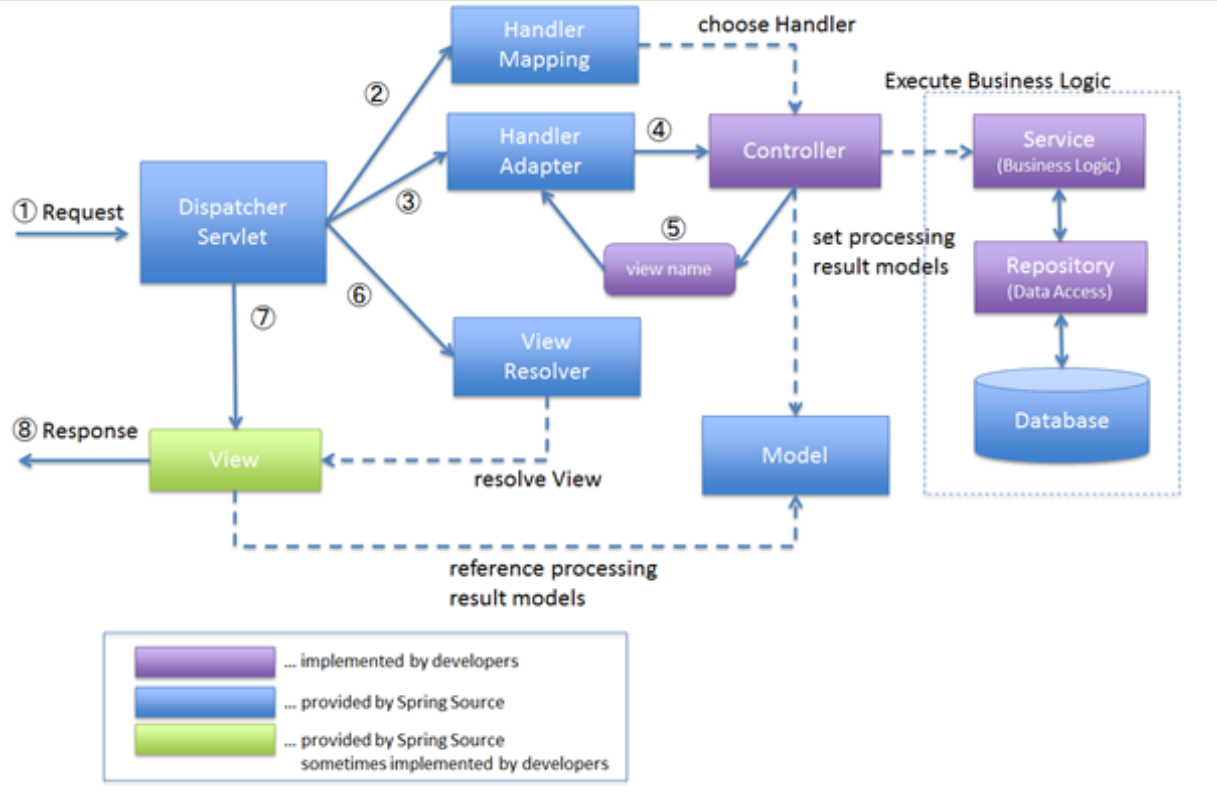 Handler
Mapping
choose Handler
②
Execute Business Logic
Handler
Adapter
④
Controller
Service
(Business Logic)
① Request
Dispatcher
Servlet
③
⑤
view name
set processing
result models
Repository
(Data Access)
⑥
⑦
View
Resolver
Database
⑧ Response
View
resolve View
Model
reference processing
result models
... implemented by developers
... provided by Spring Source
... provided by Spring Source
sometimes implemented by developers